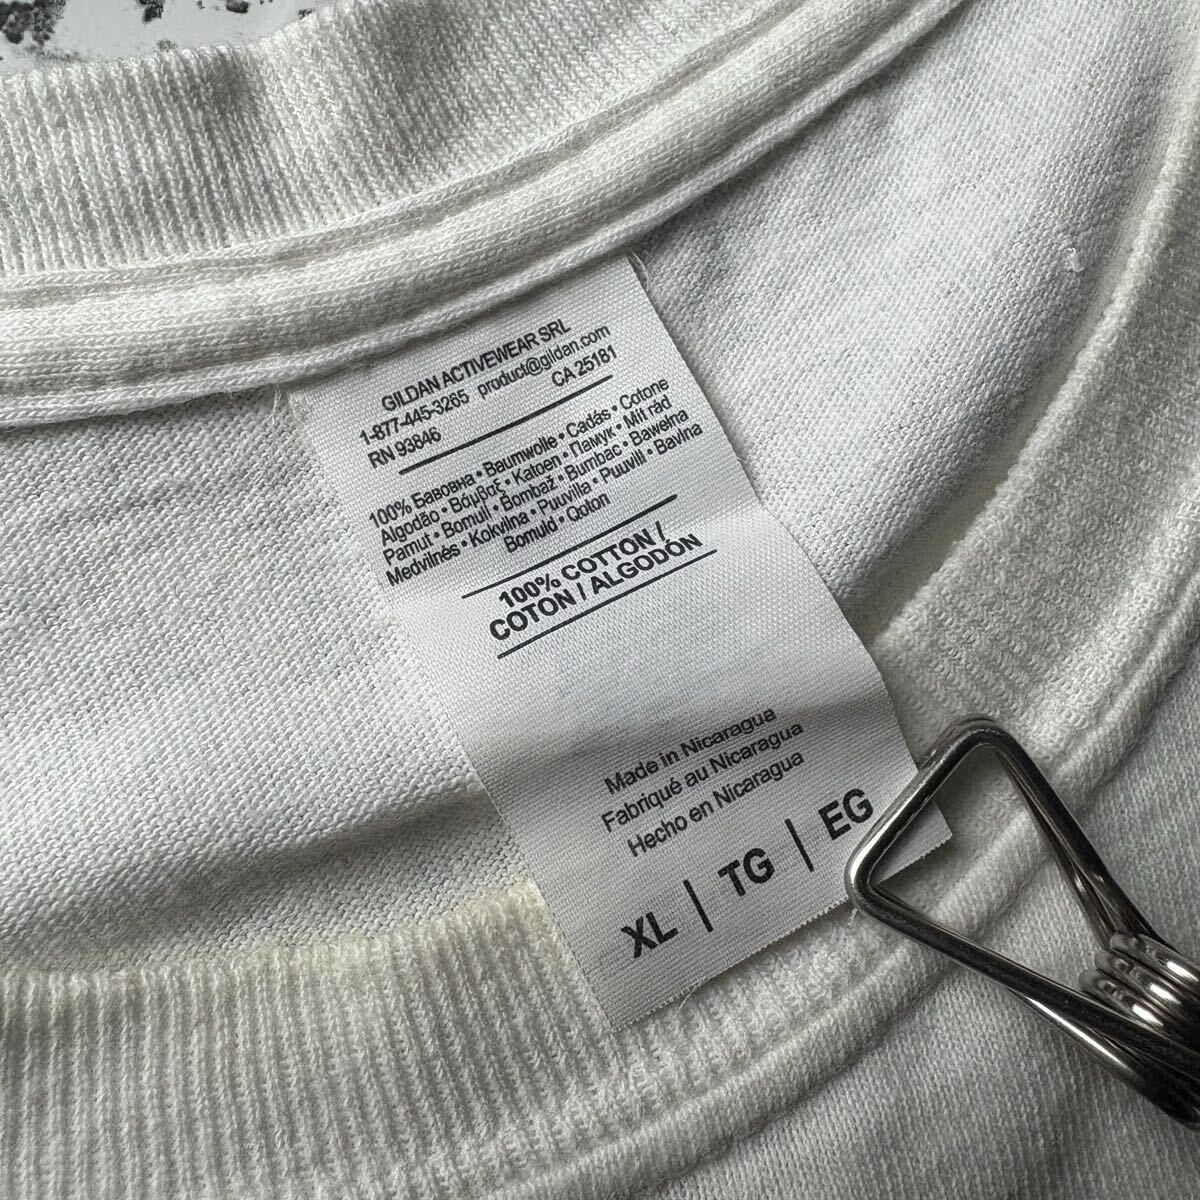 GILDAN ACTIVEWEAR SRL
1-877-445-3265 product@gildan.com
RN 93846 CA 25181
100% Бавовна • Baumwolle • Cadás • Cotone
Algodão • Βάμβαξ • Katoen • Памук • Mit rád
Pamut • Bomull • Bombaž • Bumbac • Bawełna
Medvilnės • Kokvilna • Puuvilla • Puuvill • Bavlna
Bomuld • Qoton
100% COTTON /
COTON / ALGODÓN
Made in Nicaragua
Fabriqué au Nicaragua
Hecho en Nicaragua
XL | TG | EG